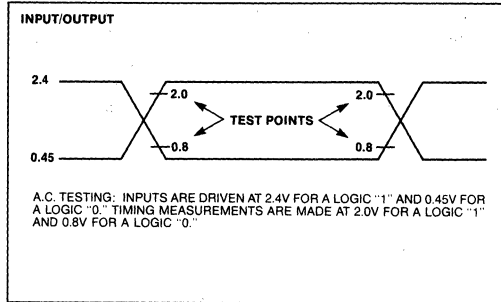 INPUT/OUTPUT
2.4
2.0
2.0
TEST POINTS
0.8
0.8
0.45
A.C. TESTING: INPUTS ARE DRIVEN AT 2.4V FOR A LOGIC "1" AND 0.45V FOR
A LOGIC "0." TIMING MEASUREMENTS ARE MADE AT 2.0V FOR A LOGIC "1"
AND 0.8V FOR A LOGIC "0."